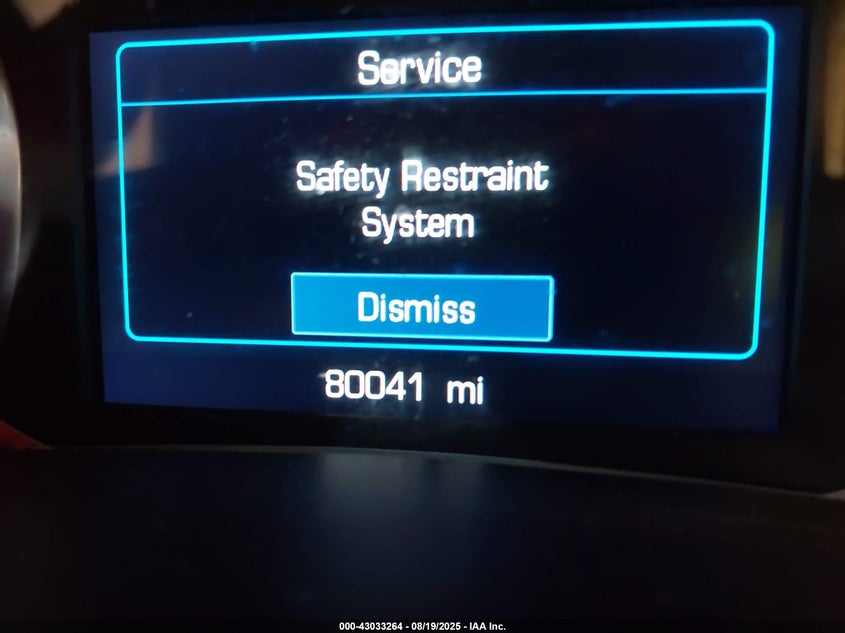 Service
Safety Restraint
System
Dismiss
80041 mi
000-43033264 - 08/19/2025 - IAA Inc.